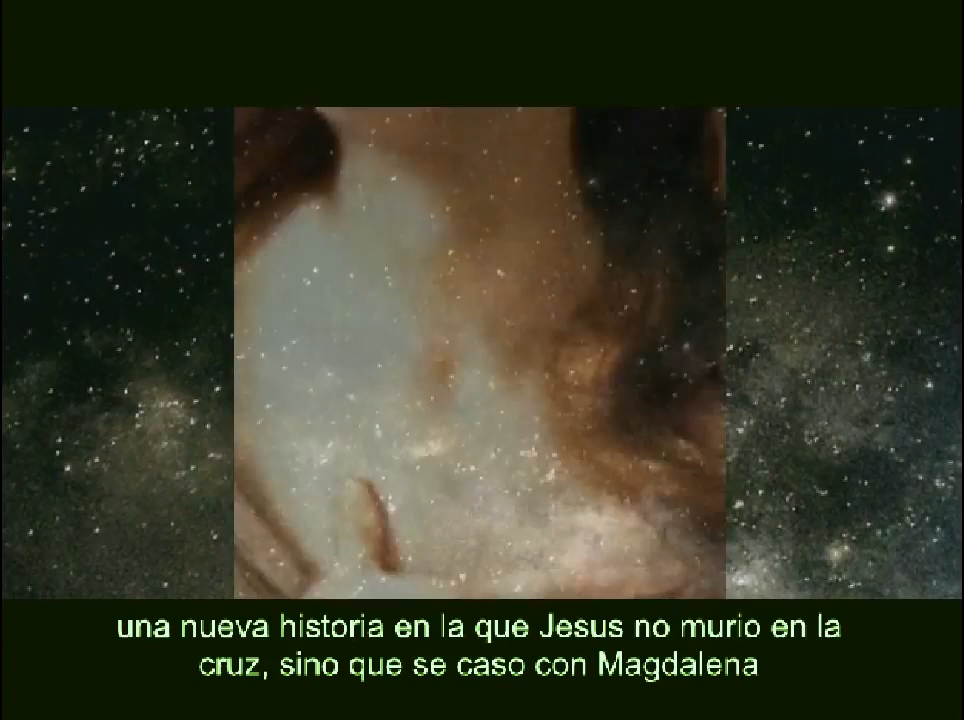 una nueva historia en la que Jesus no murio en la
cruz, sino que se caso con Magdalena